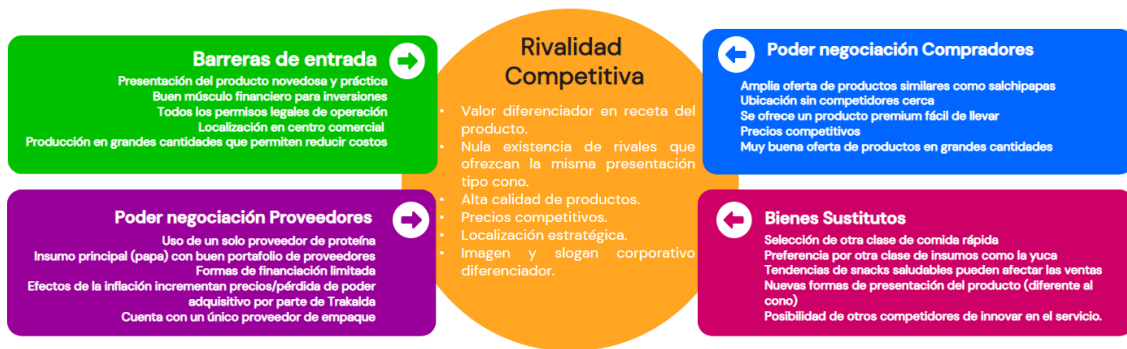 Barreras de entrada
Presentación del producto novedosa y práctica
Buen músculo financiero para inversiones
Todos los permisos legales de operación
Localización en centro comercial
Producción en grandes cantidades que permiten reducir costos
Poder negociación Proveedores
Uso de un solo proveedor de proteína
Insumo principal (papa) con buen portafolio de proveedores
Formas de financiación limitada
Efectos de la inflación incrementan precios/pérdida de poder
adquisitivo por parte de Trakalda
Cuenta con un único proveedor de empaque
Rivalidad
Competitiva
• Valor diferenciador en receta del
producto.
• Nula existencia de rivales que
ofrezcan la misma presentación
tipo cono.
• Alta calidad de productos.
• Precios competitivos.
• Localización estratégica.
• Imagen y slogan corporativo
diferenciador.
Poder negociación Compradores
Amplia oferta de productos similares como salchipapas
Ubicación sin competidores cerca
Se ofrece un producto premium fácil de llevar
Precios competitivos
Muy buena oferta de productos en grandes cantidades
Bienes Sustitutos
Selección de otra clase de comida rápida
Preferencia por otra clase de insumos como la yuca
Tendencias de snacks saludables pueden afectar las ventas
Nuevas formas de presentación del producto (diferente al
cono)
Posibilidad de otros competidores de innovar en el servicio.